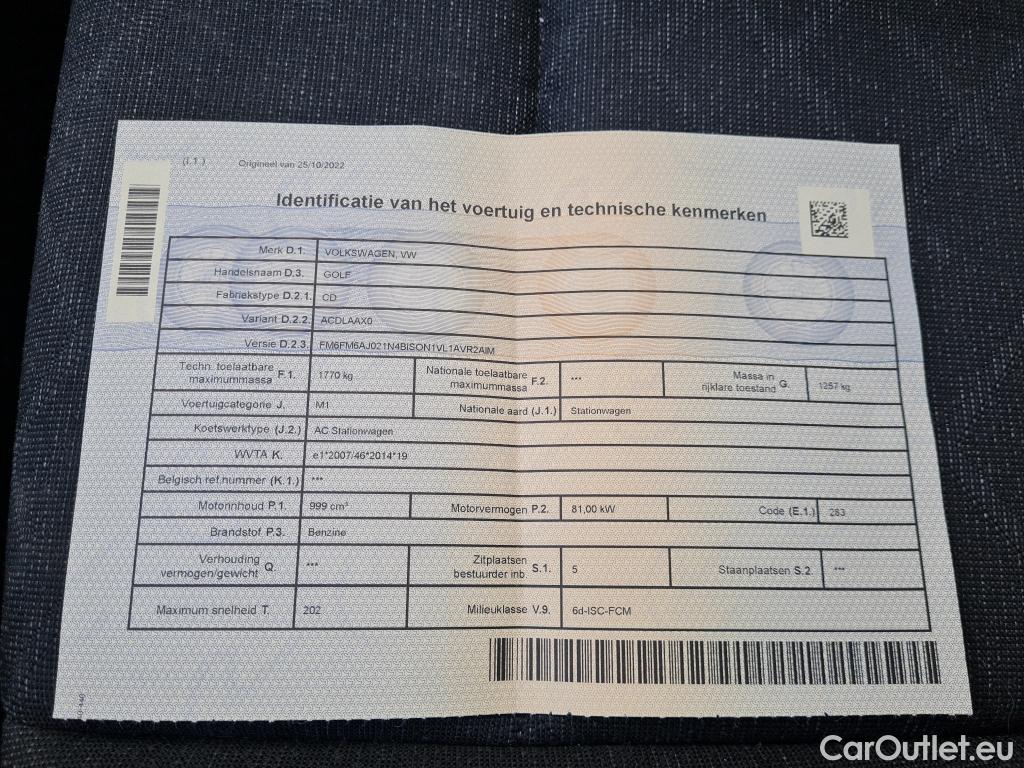 (I.1.) Origineel van 25/10/2022
Identificatie van het voertuig en technische kenmerken
Merk D.1. VOLKSWAGEN, VW
Handelsnaam D.3. GOLF
Fabriekstype D.2.1. CD
Variant D.2.2. ACDLAAX0
Versie D.2.3. FM6FM6AJ021N4BISON1VL1AVR2AIM
Techn. toelaatbare maximummassa F.1. 1770 kg Nationale toelaatbare maximummassa F.2. *** Massa in rijklare toestand G. 1257 kg
Voertuigcategorie J. M1 Nationale aard (J.1.) Stationwagen
Koetswerktype (J.2.) AC Stationwagen
WVTA K. e1*2007/46*2014*19
Belgisch ref.nummer (K.1.) ***
Motorinhoud P.1. 999 cm³ Motorvermogen P.2. 81,00 kW Code (E.1.) 283
Brandstof P.3. Benzine
Verhouding vermogen/gewicht Q. *** Zitplaatsen bestuurder inb. S.1. 5 Staanplaatsen S.2. ***
Maximum snelheid T. 202 Milieuklasse V.9. 6d-ISC-FCM
CarOutlet.eu